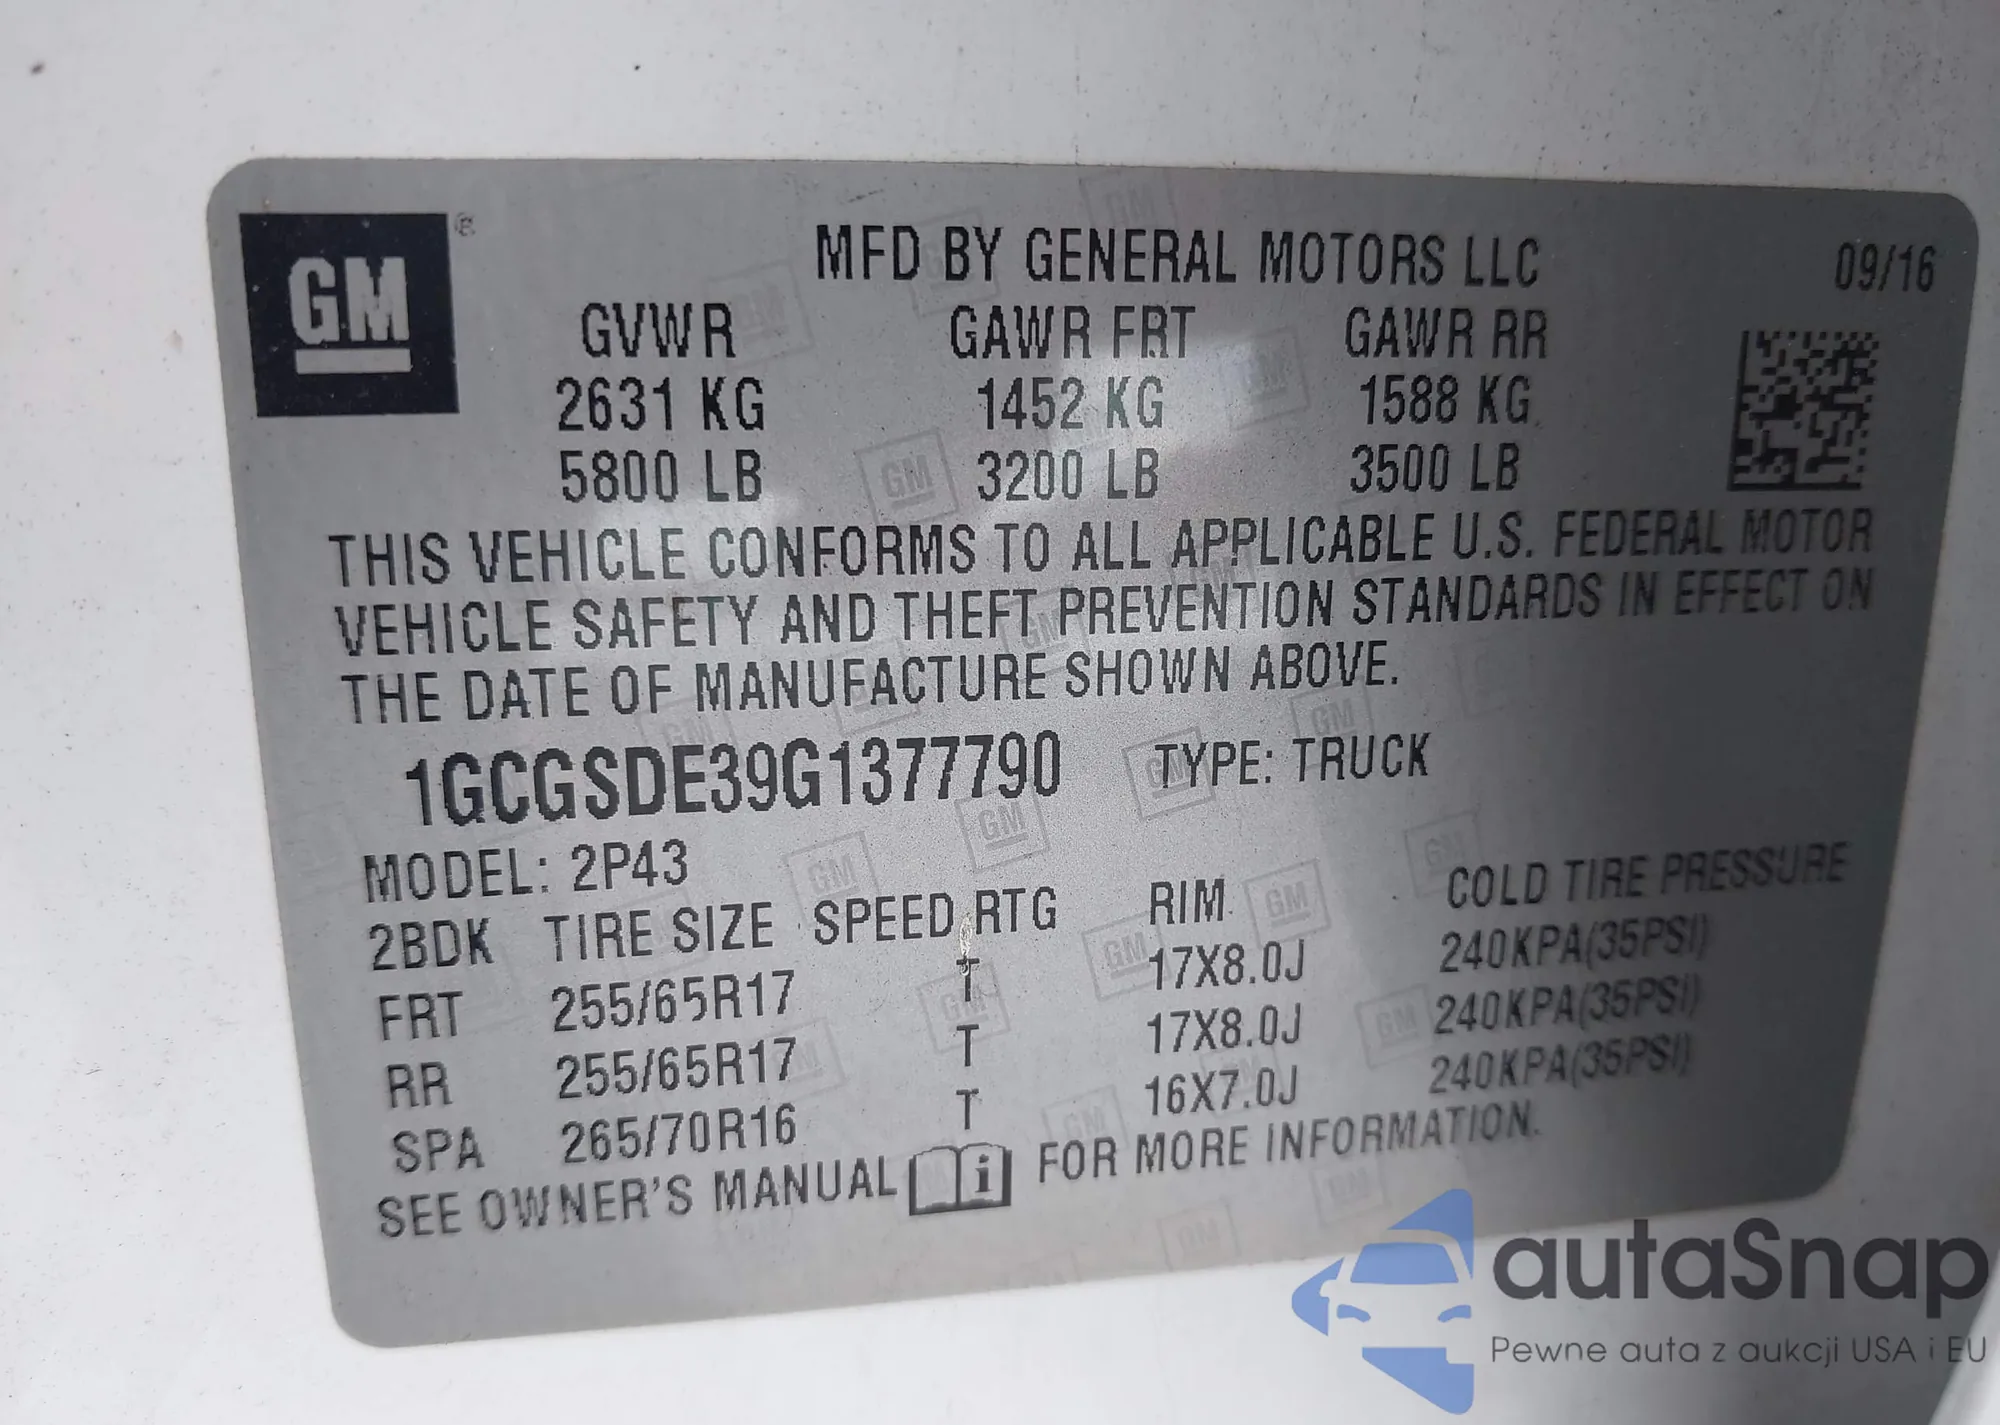 GM ®
MFD BY GENERAL MOTORS LLC 09/16
GVWR GAWR FRT GAWR RR
2631 KG 1452 KG 1588 KG
5800 LB 3200 LB 3500 LB
THIS VEHICLE CONFORMS TO ALL APPLICABLE U.S. FEDERAL MOTOR
VEHICLE SAFETY AND THEFT PREVENTION STANDARDS IN EFFECT ON
THE DATE OF MANUFACTURE SHOWN ABOVE.
1GCGSDE39G1377790 TYPE: TRUCK
MODEL: 2P43
2BDK TIRE SIZE SPEED RTG RIM COLD TIRE PRESSURE
FRT 255/65R17 T 17X8.0J 240KPA(35PSI)
RR 255/65R17 T 17X8.0J 240KPA(35PSI)
SPA 265/70R16 T 16X7.0J 240KPA(35PSI)
SEE OWNER'S MANUAL i FOR MORE INFORMATION.
autaSnap
Pewne auta z aukcji USA i EU